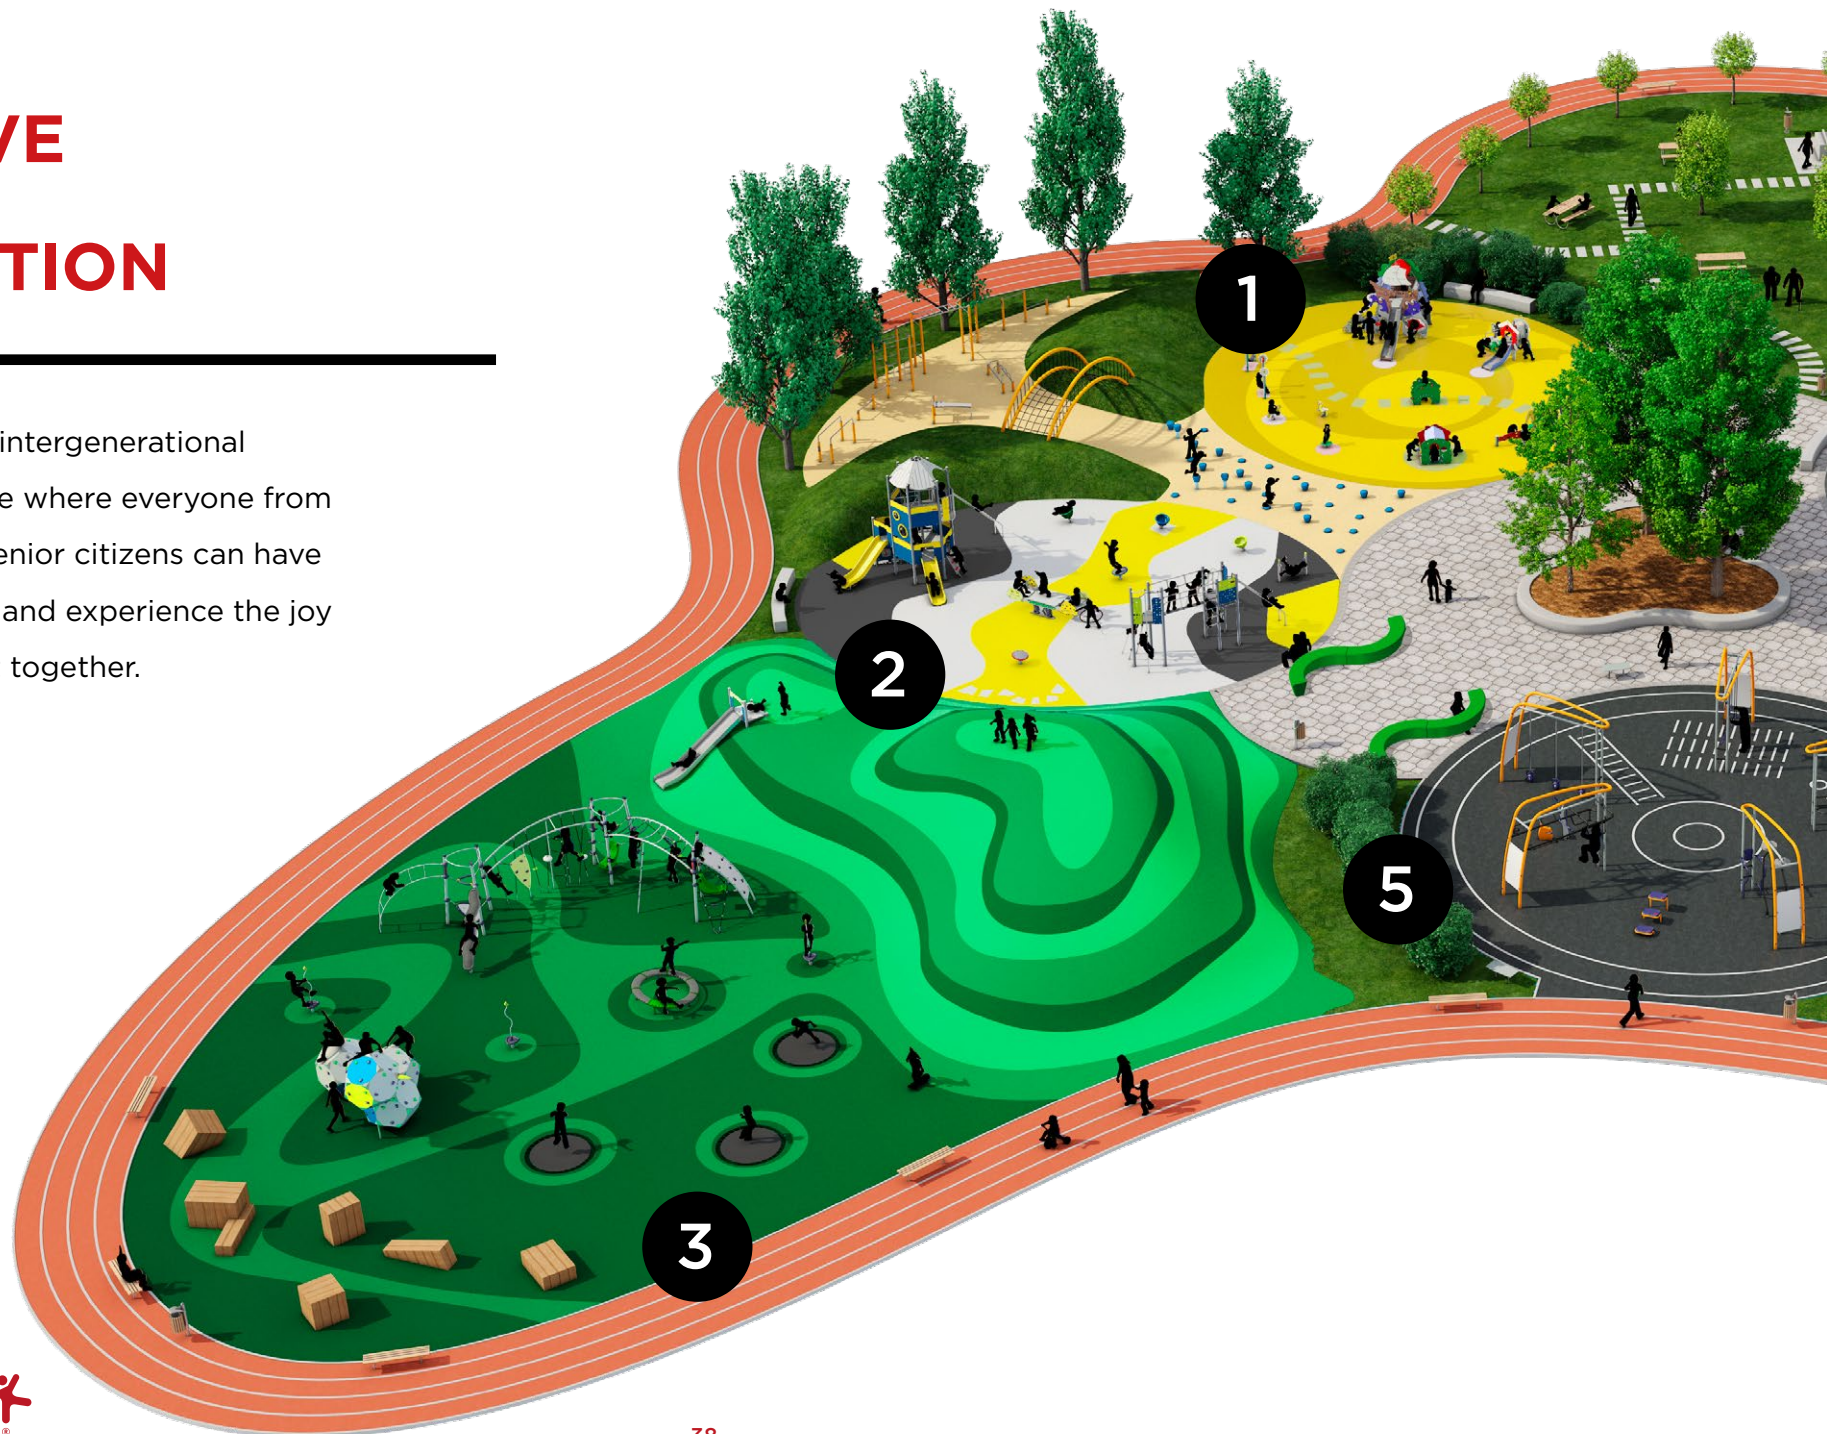 VE
TION
intergenerational
e where everyone from
enior citizens can have
and experience the joy
together.
1
2
5
3
®